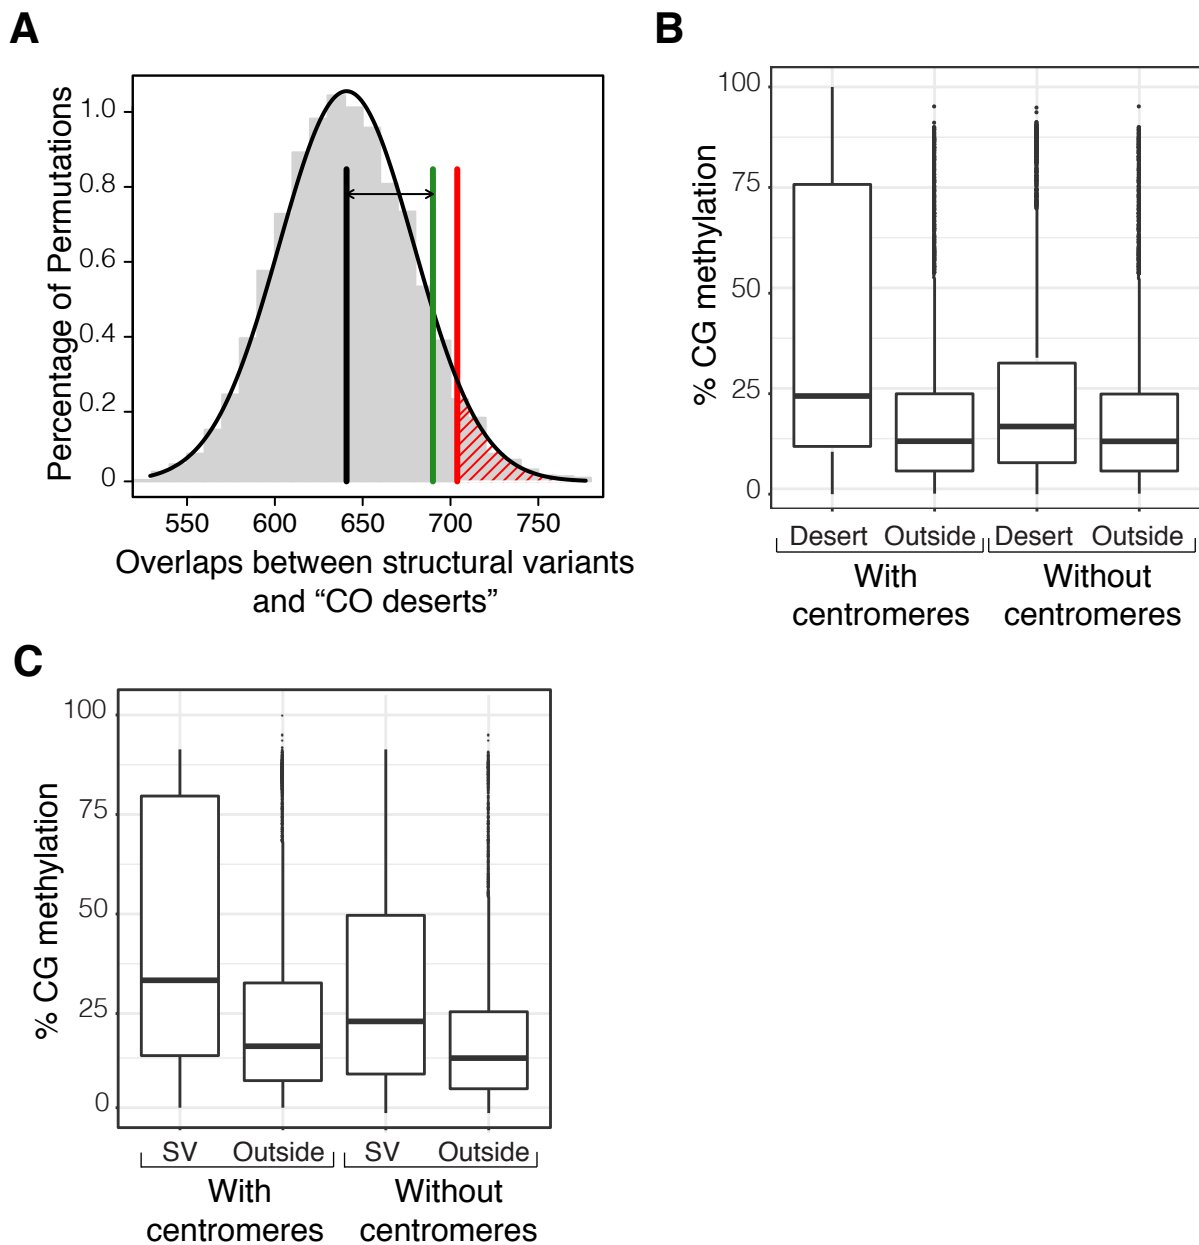 A
Percentage of Permutations
1.0
0.8
0.6
0.4
0.2
0
550 600 650 700 750
Overlaps between structural variants
and “CO deserts”
B
% CG methylation
100
75
50
25
0
Desert Outside Desert Outside
With Without
centromeres centromeres
C
% CG methylation
100
75
50
25
0
SV Outside SV Outside
With Without
centromeres centromeres